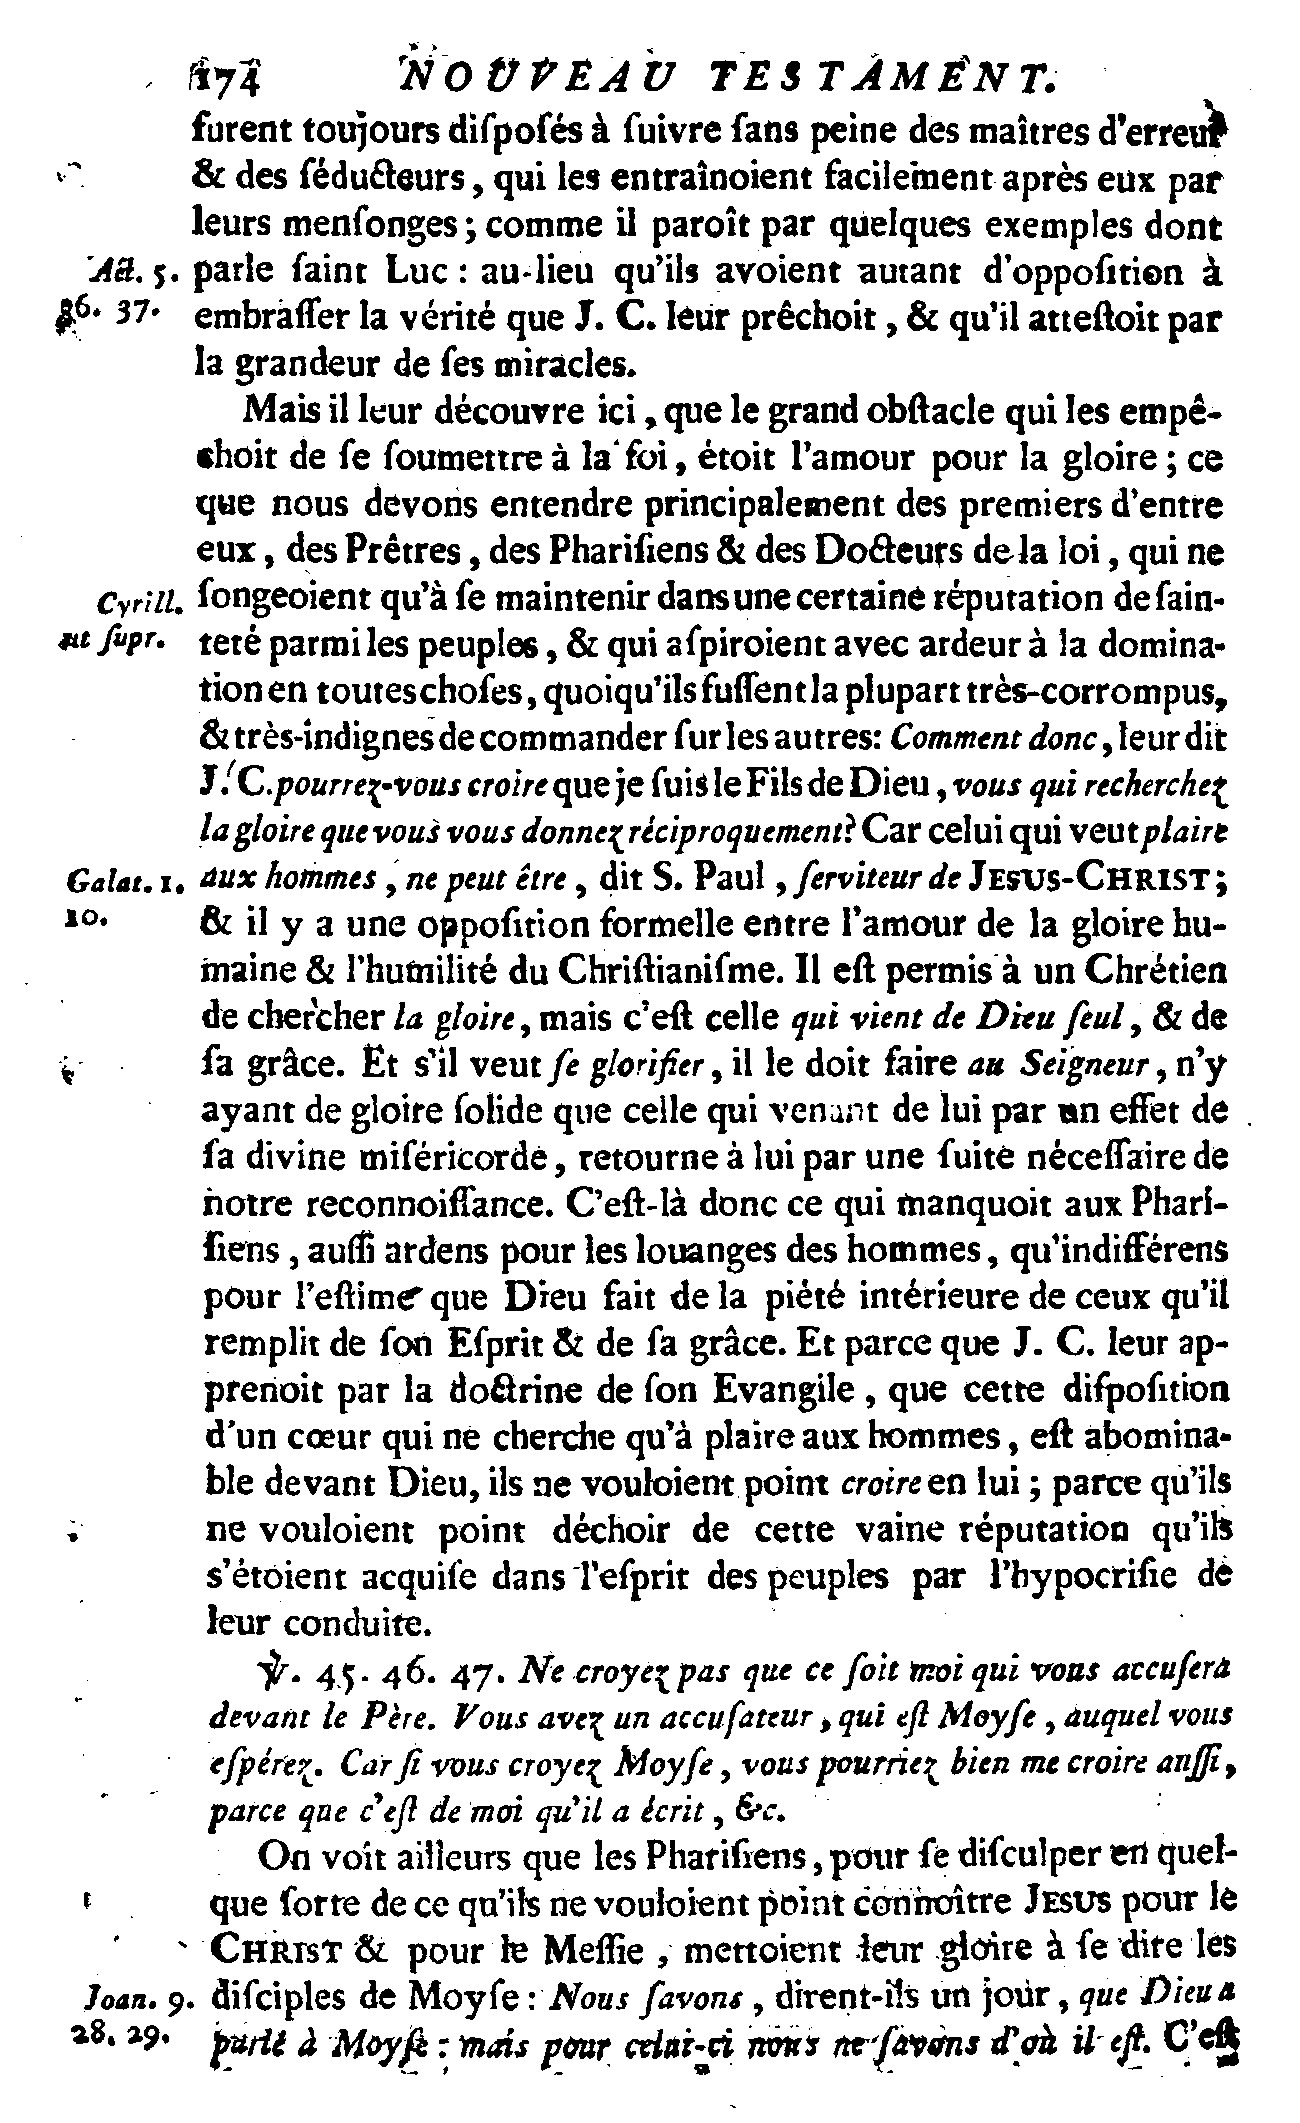 174 NOUVEAU TESTAMENT.
furent toujours diſpoſés à ſuivre ſans peine des maîtres d'erreur
& des ſéducteurs, qui les entraînoient facilement après eux par
leurs menſonges; comme il paroît par quelques exemples dont
Act. 5. parle ſaint Luc : au-lieu qu'ils avoient autant d'oppoſition à
36. 37. embraſſer la vérité que J. C. leur prêchoit, & qu'il atteſtoit par
la grandeur de ſes miracles.
Mais il leur découvre ici, que le grand obſtacle qui les empê-
choit de ſe ſoumettre à la foi, étoit l'amour pour la gloire; ce
que nous devons entendre principalement des premiers d'entre
eux, des Prêtres, des Phariſiens & des Docteurs de la loi, qui ne
Cyrill. ſongeoient qu'à ſe maintenir dans une certaine réputation de ſain-
ut ſupr. teté parmi les peuples, & qui aſpiroient avec ardeur à la domina-
tion en toutes choſes, quoiqu'ils fuſſent la plupart très-corrompus,
& très-indignes de commander ſur les autres: Comment donc, leur dit
J. C. pourrez-vous croire que je ſuis le Fils de Dieu, vous qui recherchez
la gloire que vous vous donnez réciproquement? Car celui qui veut plaire
Galat. 1. aux hommes, ne peut être, dit S. Paul, ſerviteur de JESUS-CHRIST;
10. & il y a une oppoſition formelle entre l'amour de la gloire hu-
maine & l'humilité du Chriſtianiſme. Il eſt permis à un Chrétien
de chercher la gloire, mais c'eſt celle qui vient de Dieu ſeul, & de
ſa grâce. Et s'il veut ſe glorifier, il le doit faire au Seigneur, n'y
ayant de gloire ſolide que celle qui venant de lui par un effet de
ſa divine miſéricorde, retourne à lui par une ſuite néceſſaire de
notre reconnoiſſance. C'eſt-là donc ce qui manquoit aux Phari-
ſiens, auſſi ardens pour les louanges des hommes, qu'indifférens
pour l'eſtime que Dieu fait de la piété intérieure de ceux qu'il
remplit de ſon Eſprit & de ſa grâce. Et parce que J. C. leur ap-
prenoit par la doctrine de ſon Evangile, que cette diſpoſition
d'un cœur qui ne cherche qu'à plaire aux hommes, eſt abomina-
ble devant Dieu, ils ne vouloient point croire en lui; parce qu'ils
ne vouloient point déchoir de cette vaine réputation qu'ils
s'étoient acquiſe dans l'eſprit des peuples par l'hypocriſie de
leur conduite.
℣. 45. 46. 47. Ne croyez pas que ce ſoit moi qui vous accuſera
devant le Père. Vous avez un accuſateur, qui eſt Moyſe, auquel vous
eſpérez. Car ſi vous croyez Moyſe, vous pourriez bien me croire auſſi,
parce que c'eſt de moi qu'il a écrit, &c.
On voit ailleurs que les Phariſiens, pour ſe diſculper en quel-
que ſorte de ce qu'ils ne vouloient point connoître JESUS pour le
CHRIST & pour le Meſſie, mettoient leur gloire à ſe dire les
Joan. 9. diſciples de Moyſe: Nous ſavons, dirent-ils un jour, que Dieu a
28. 29. parlé à Moyſe : mais pour celui-ci nous ne ſavons d'où il eſt. C'eſt